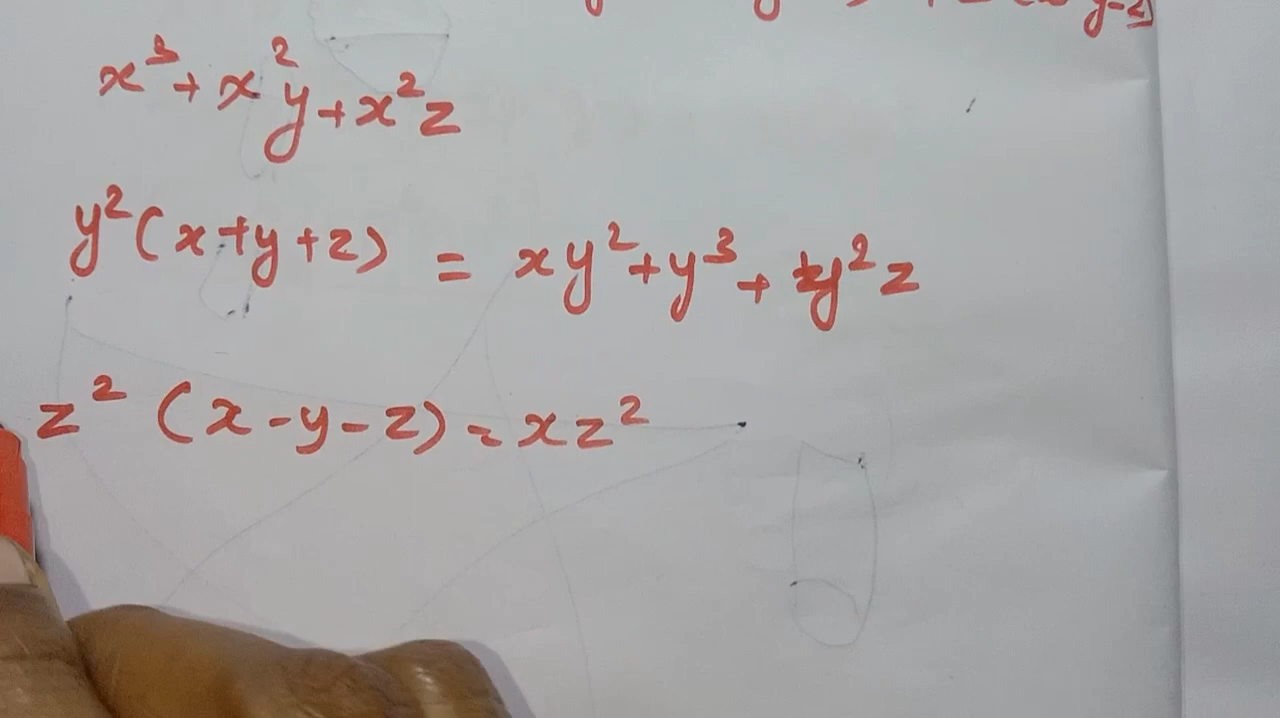 x³+x²y+x²z
y²(x+y+z) = xy²+y³+y²z
z²(x-y-z)=xz²